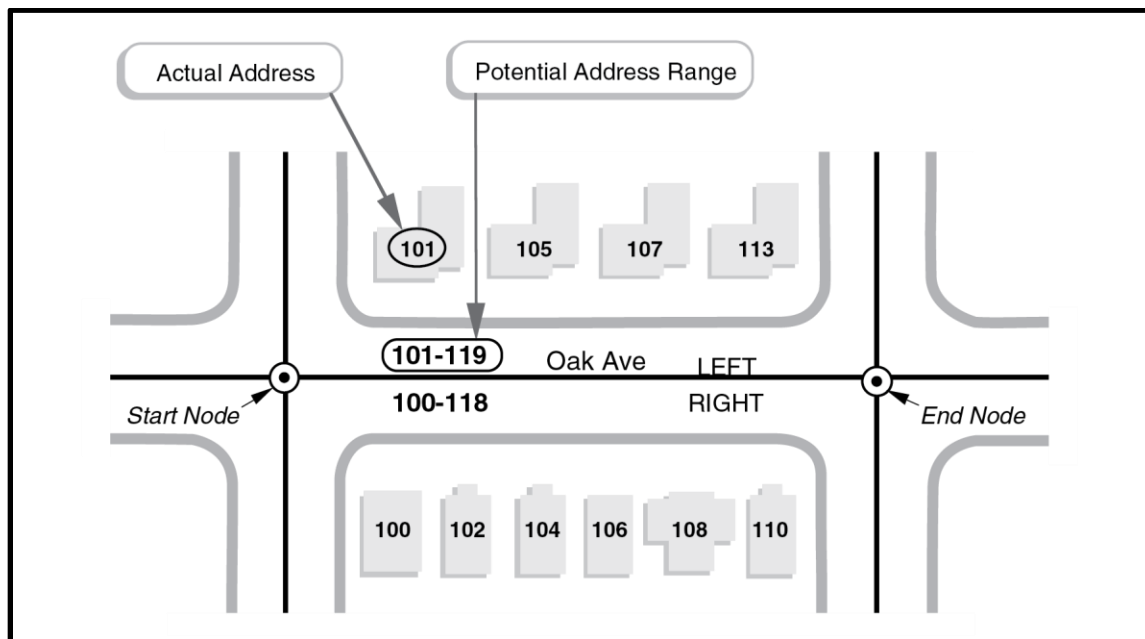 Actual Address
Potential Address Range
101
105
107
113
101-119
Oak Ave
LEFT
100-118
RIGHT
Start Node
End Node
100
102
104
106
108
110